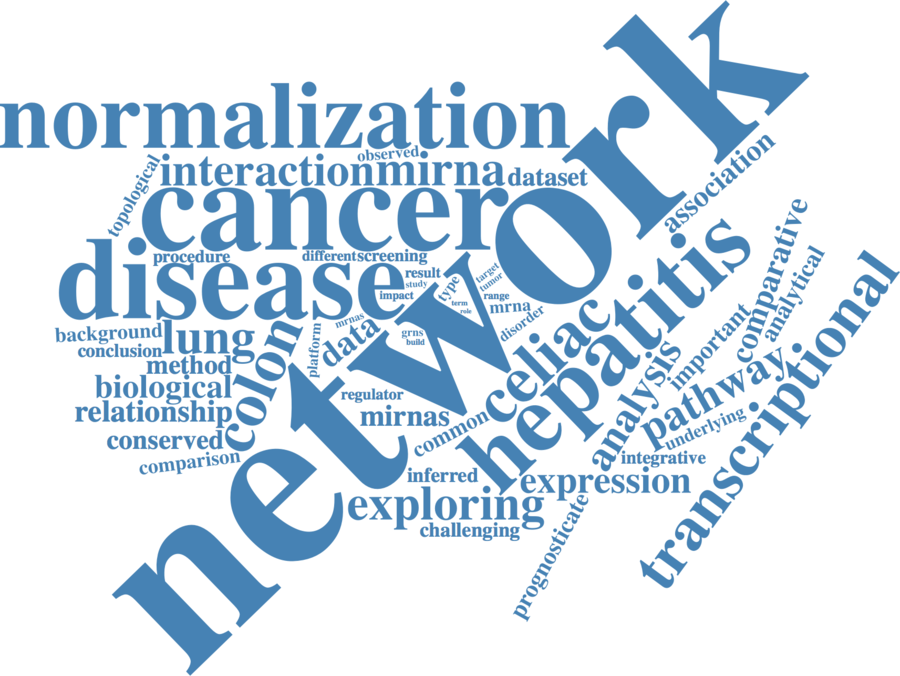 network
normalization
observed
interaction
mirna
dataset
topological
cancer
association
procedure
different
screening
disease
result
study
impact
type
target
tumor
term
role
range
mrna
disorder
comparative
analytical
hepatitis
celiac
background
conclusion
lung
method
biological
relationship
conserved
comparison
colon
platform
mrnas
data
grns
build
regulator
mirnas
common
analysis
important
pathway
underlying
transcriptional
integrative
inferred
expression
exploring
challenging
prognosticate